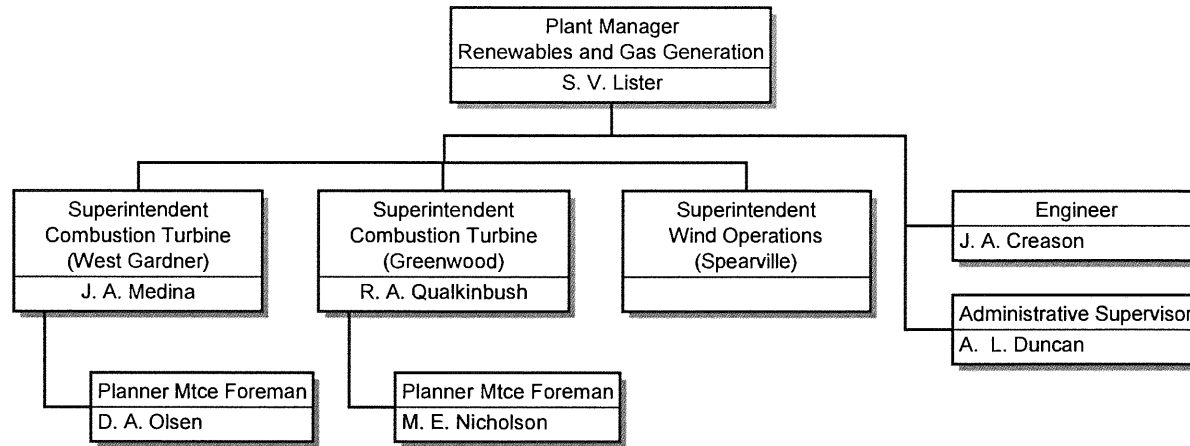 Plant Manager
Renewables and Gas Generation
S. V. Lister
Superintendent
Combustion Turbine
(West Gardner)
J. A. Medina
Superintendent
Combustion Turbine
(Greenwood)
R. A. Qualkinbush
Superintendent
Wind Operations
(Spearville)
Engineer
J. A. Creason
Administrative Supervisor
A. L. Duncan
Planner Mtce Foreman
D. A. Olsen
Planner Mtce Foreman
M. E. Nicholson